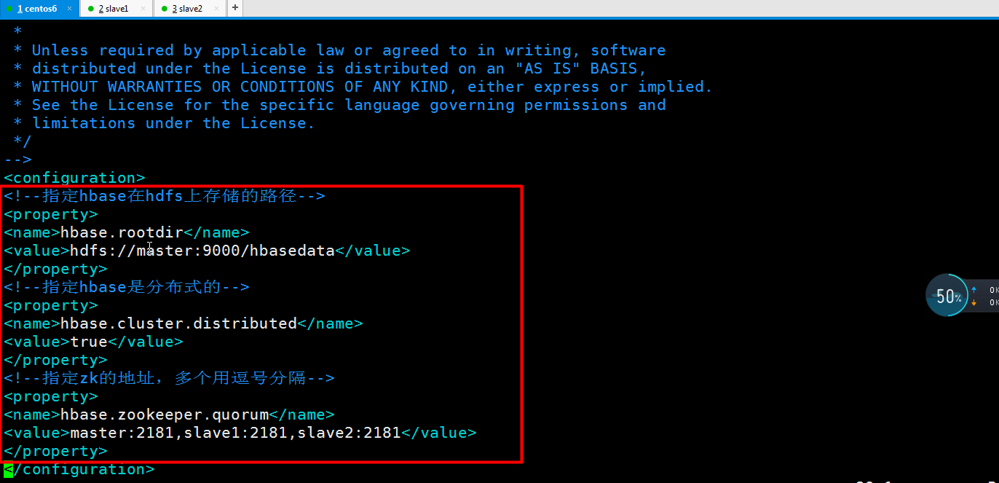 1 centos6 × 2 slave1 × 3 slave2 × +
*
* Unless required by applicable law or agreed to in writing, software
* distributed under the License is distributed on an "AS IS" BASIS,
* WITHOUT WARRANTIES OR CONDITIONS OF ANY KIND, either express or implied.
* See the License for the specific language governing permissions and
* limitations under the License.
*/
-->
<configuration>
<!--指定hbase在hdfs上存储的路径-->
<property>
<name>hbase.rootdir</name>
<value>hdfs://master:9000/hbasedata</value>
</property>
<!--指定hbase是分布式的-->
<property>
<name>hbase.cluster.distributed</name>
<value>true</value>
</property>
<!--指定zk的地址，多个用逗号分隔-->
<property>
<name>hbase.zookeeper.quorum</name>
<value>master:2181,slave1:2181,slave2:2181</value>
</property>
</configuration>
50%
↑ 0K
↓ 0K